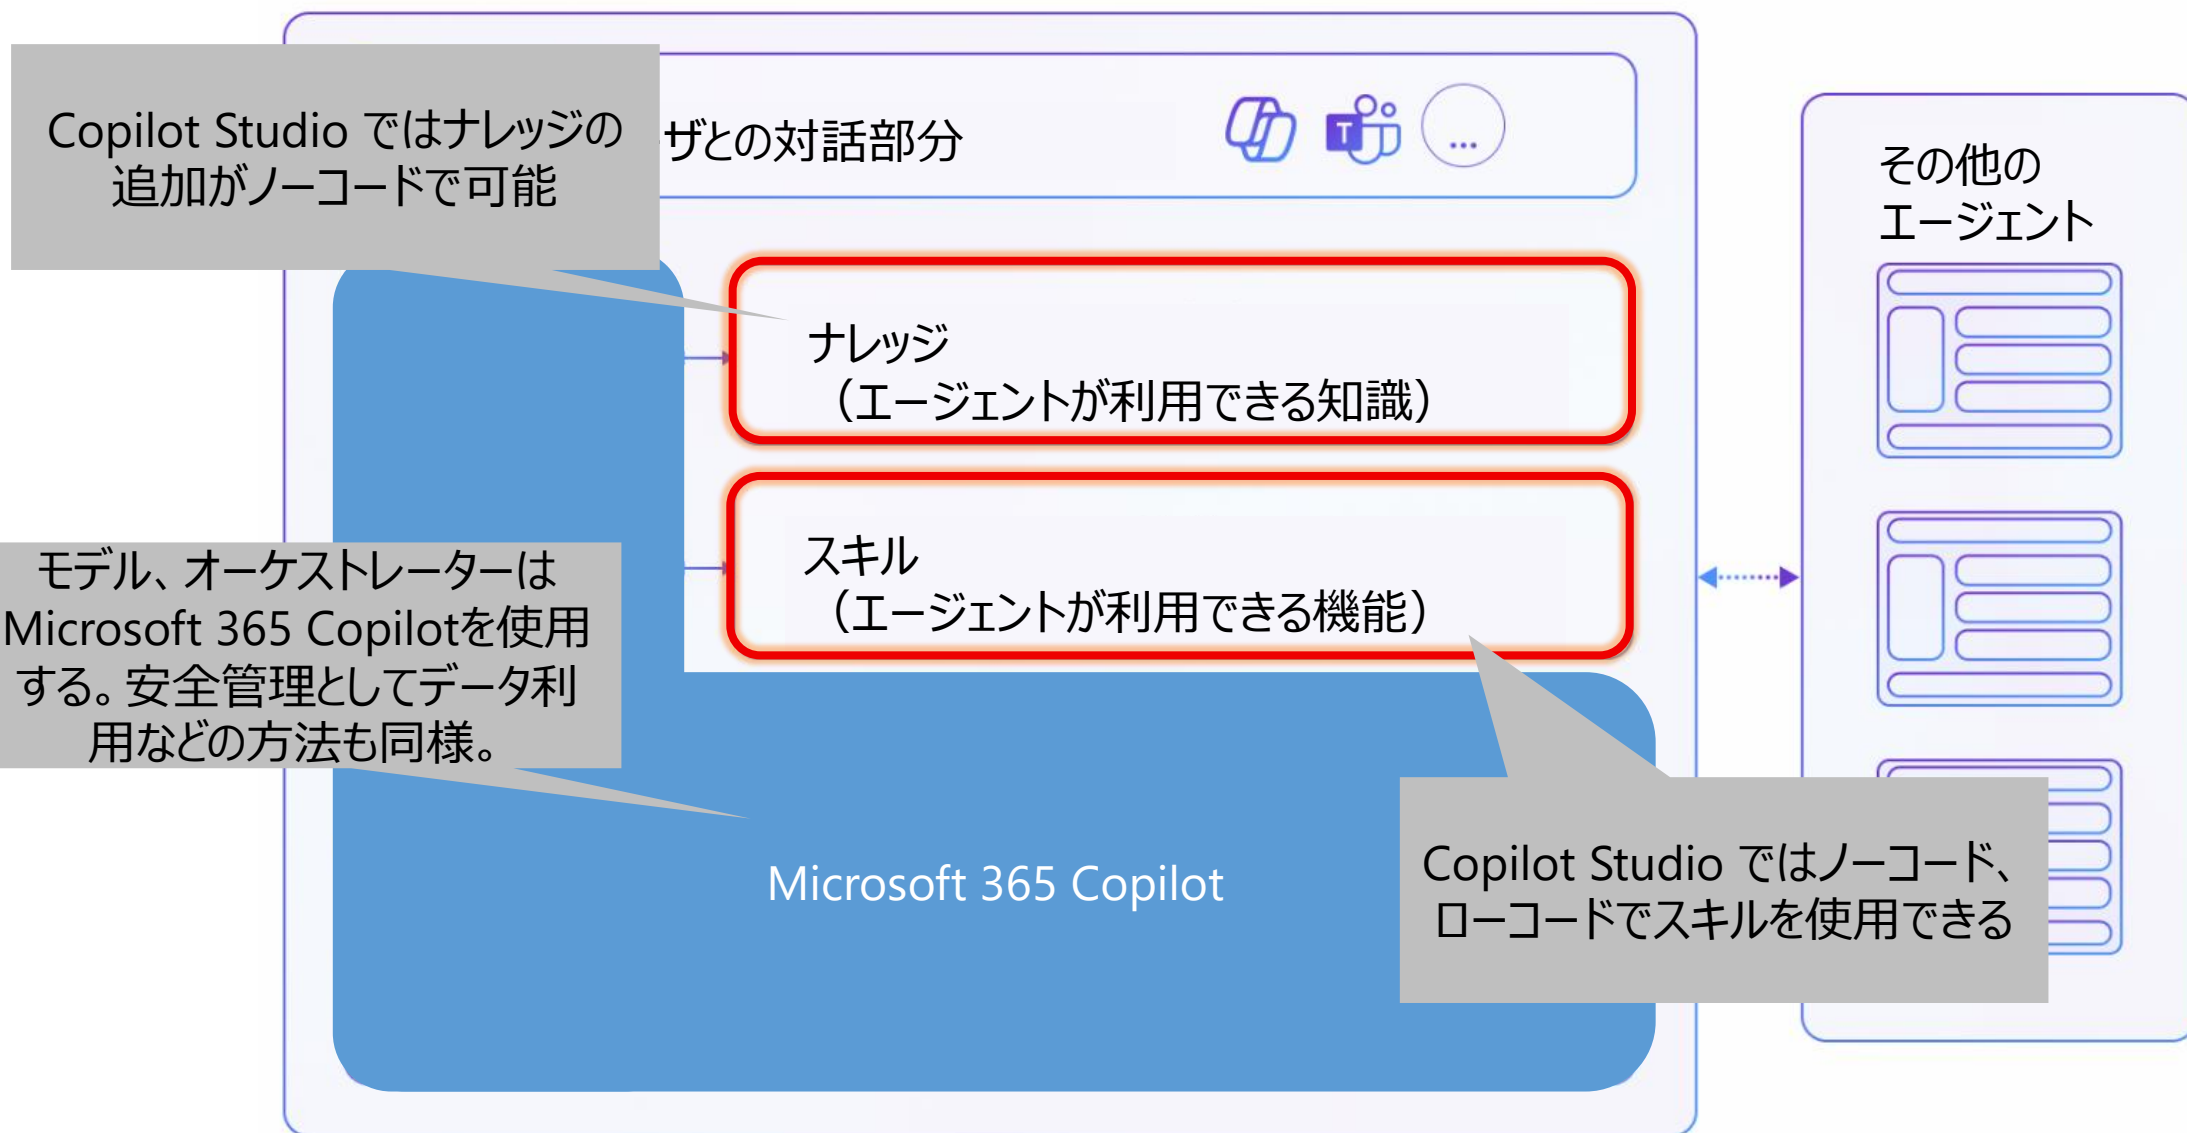 Copilot Studio ではナレッジの
追加がノーコードで可能
ザとの対話部分
T
...
その他の
エージェント
ナレッジ
（エージェントが利用できる知識）
スキル
（エージェントが利用できる機能）
モデル、オーケストレーターは
Microsoft 365 Copilotを使用
する。安全管理としてデータ利
用などの方法も同様。
Microsoft 365 Copilot
Copilot Studio ではノーコード、
ローコードでスキルを使用できる